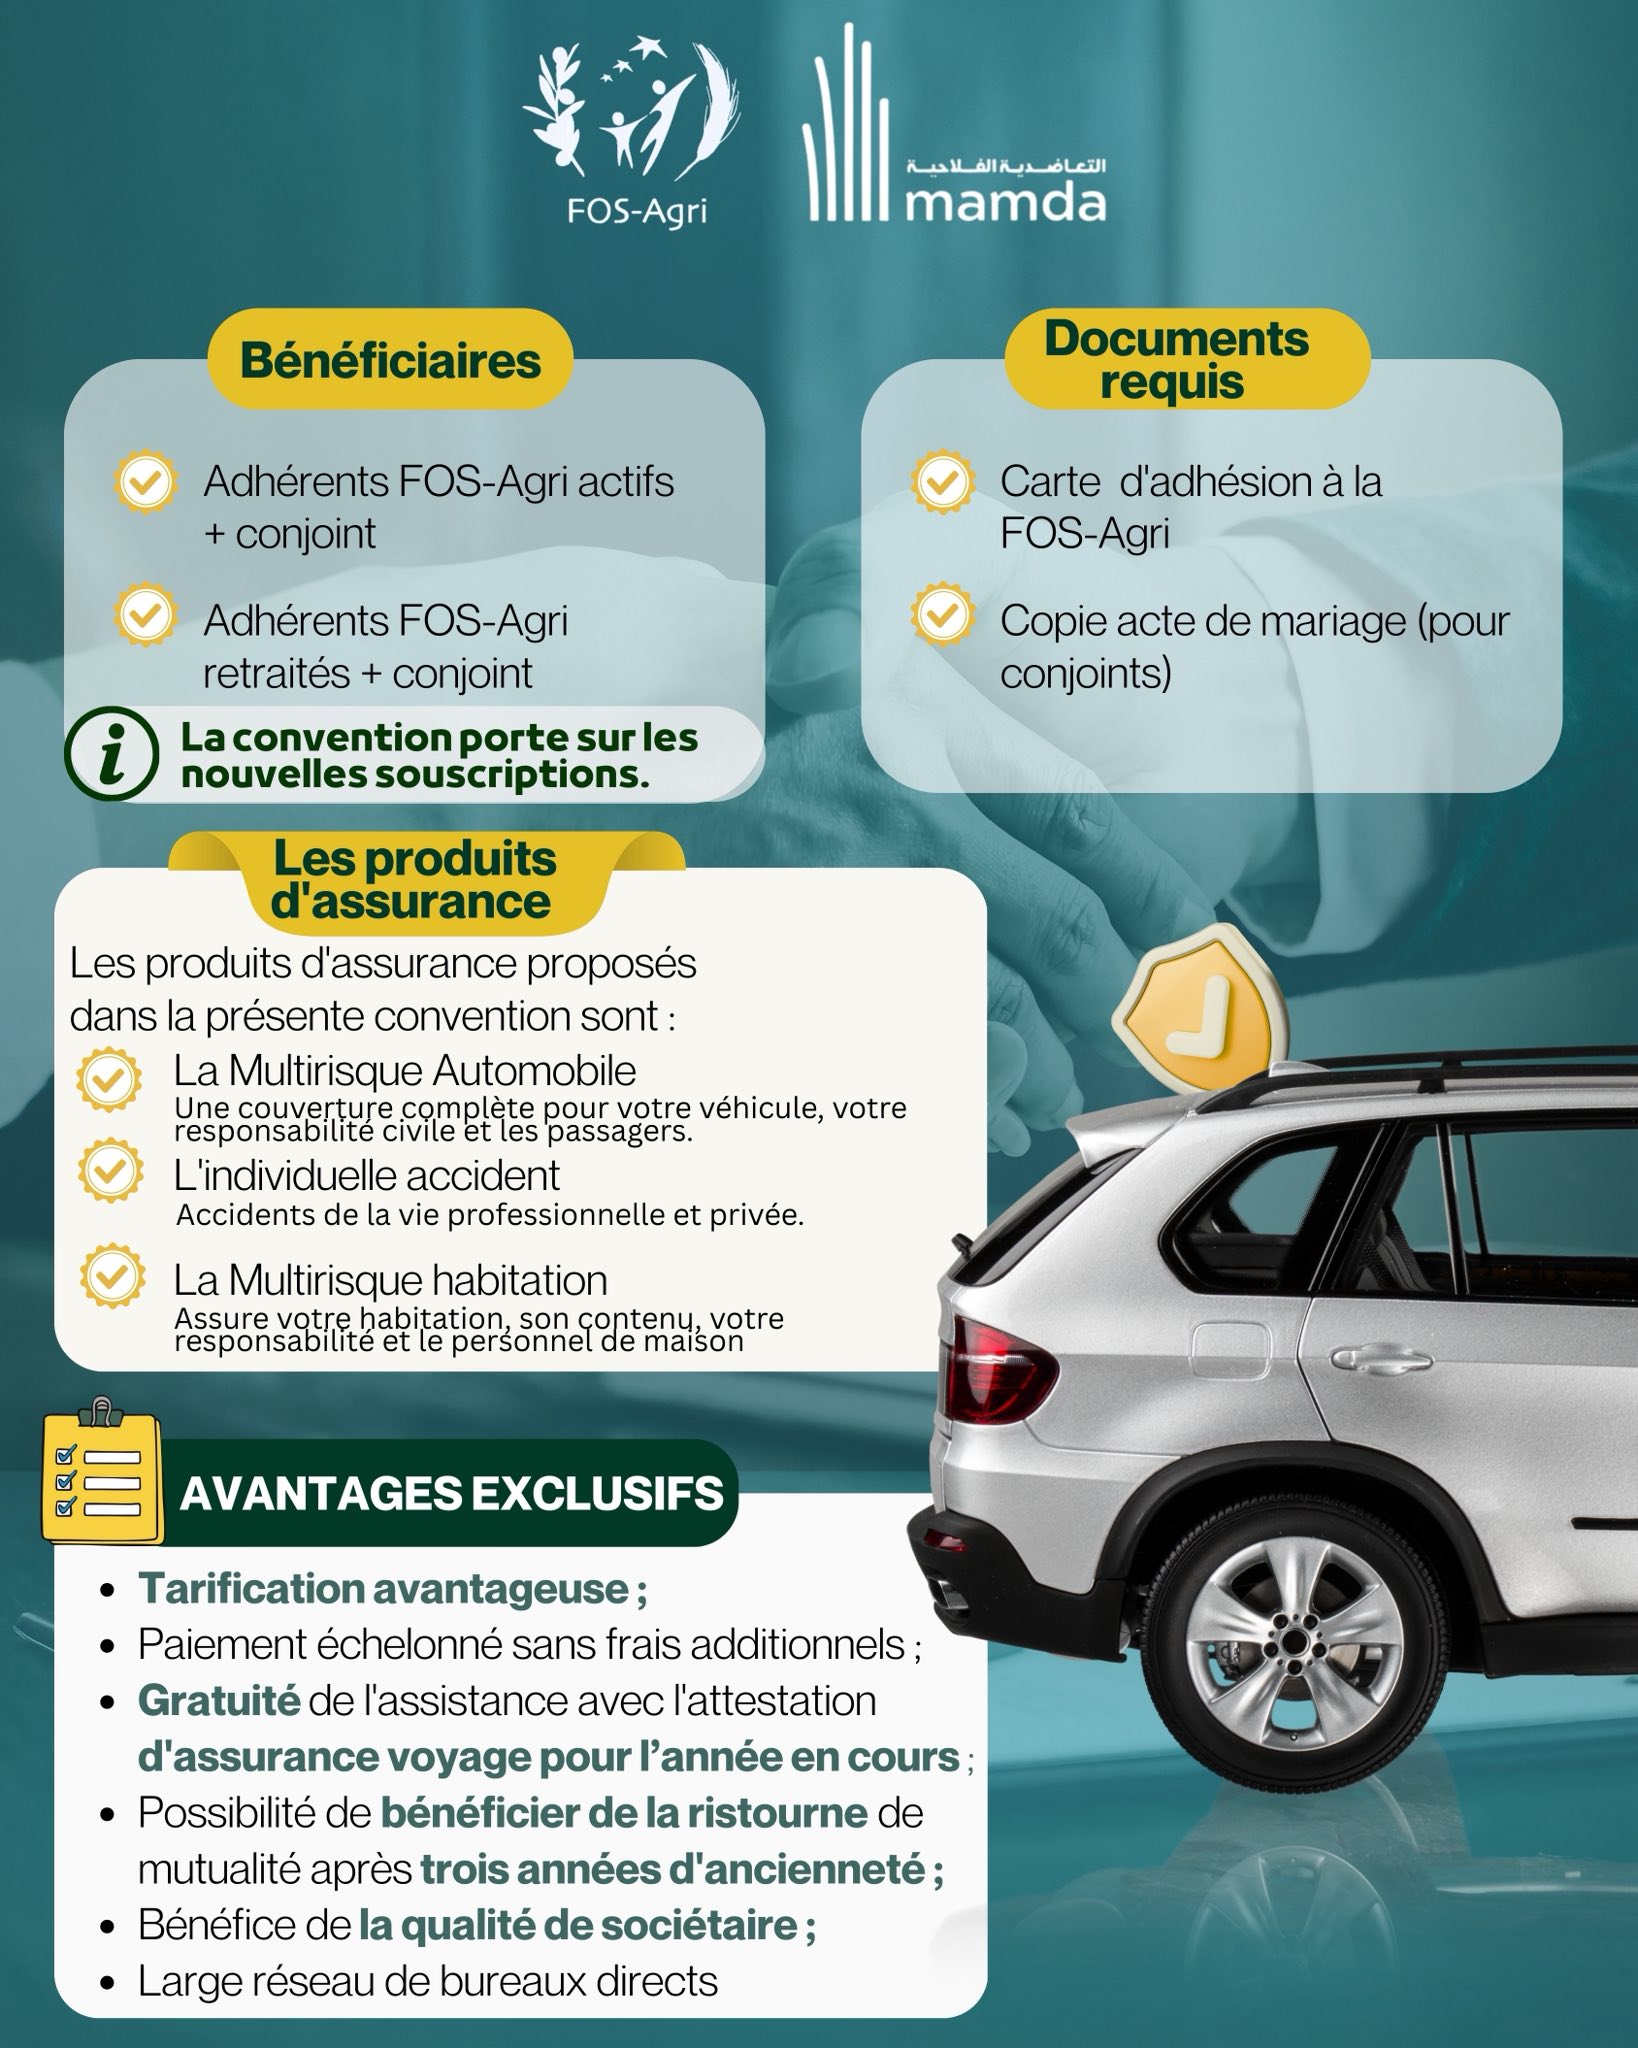 FOS-Agri
التعاضدية الفلاحية
mamda
Bénéficiaires
Adhérents FOS-Agri actifs
+ conjoint
Adhérents FOS-Agri
retraités + conjoint
La convention porte sur les
nouvelles souscriptions.
Documents
requis
Carte d'adhésion à la
FOS-Agri
Copie acte de mariage (pour
conjoints)
Les produits
d'assurance
Les produits d'assurance proposés
dans la présente convention sont :
La Multirisque Automobile
Une couverture complète pour votre véhicule, votre
responsabilité civile et les passagers.
L'individuelle accident
Accidents de la vie professionnelle et privée.
La Multirisque habitation
Assure votre habitation, son contenu, votre
responsabilité et le personnel de maison
AVANTAGES EXCLUSIFS
• Tarification avantageuse ;
• Paiement échelonné sans frais additionnels ;
• Gratuité de l'assistance avec l'attestation
d'assurance voyage pour l’année en cours ;
• Possibilité de bénéficier de la ristourne de
mutualité après trois années d'ancienneté ;
• Bénéfice de la qualité de sociétaire ;
• Large réseau de bureaux directs